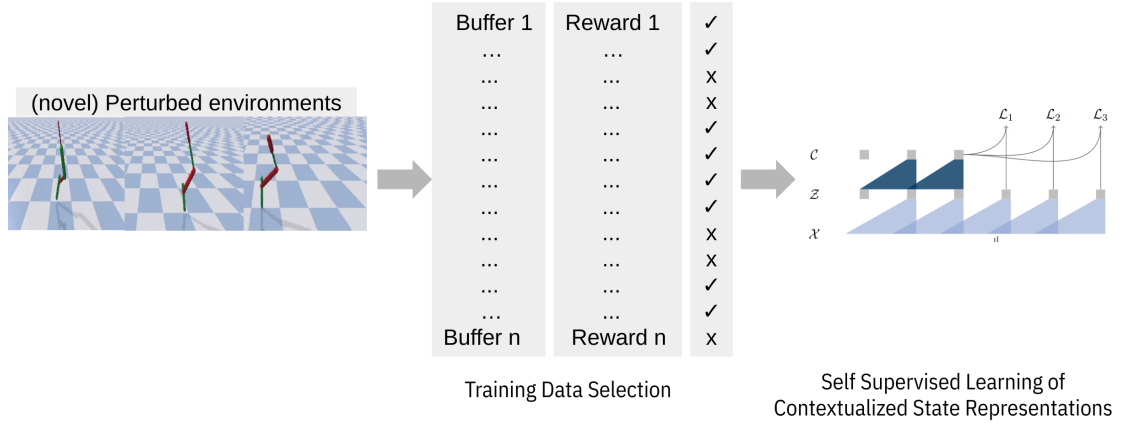 (novel) Perturbed environments
Buffer 1 Reward 1 ✓
... ... ✓
... ... x
... ... x
... ... ✓
... ... ✓
... ... ✓
... ... ✓
... ... x
... ... x
... ... ✓
... ... ✓
Buffer n Reward n x
Training Data Selection
ℒ₁ ℒ₂ ℒ₃
𝒞
𝒵
𝒳
Self Supervised Learning of
Contextualized State Representations